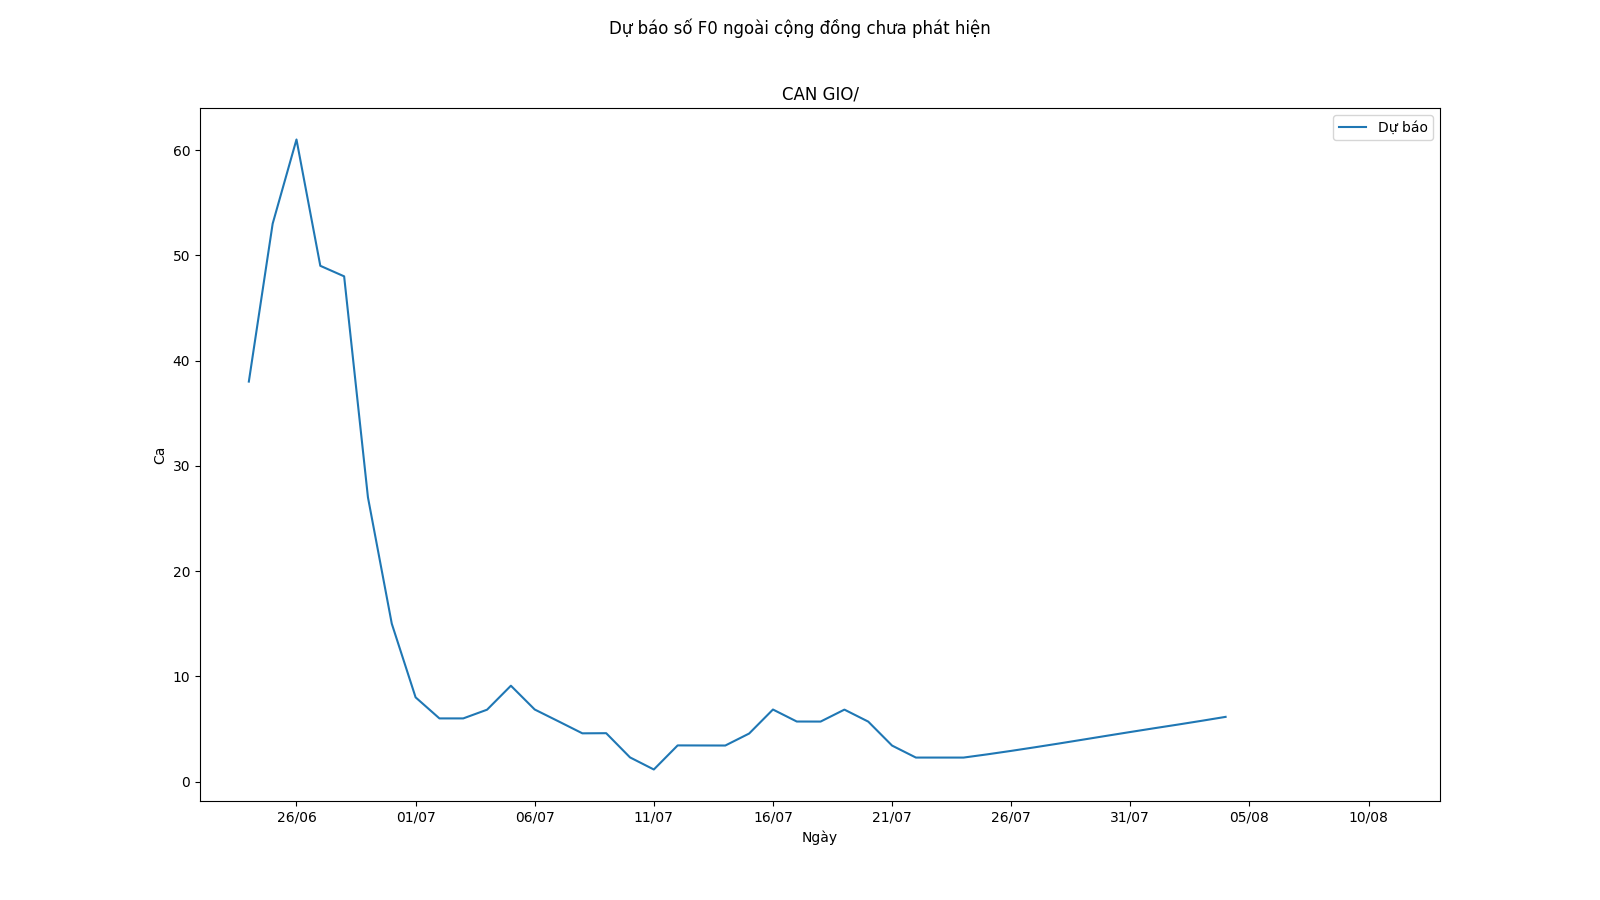 Dự báo số F0 ngoài cộng đồng chưa phát hiện
CAN GIO/
Dự báo
60
50
40
30
20
10
0
Ca
26/06 01/07 06/07 11/07 16/07 21/07 26/07 31/07 05/08 10/08
Ngày